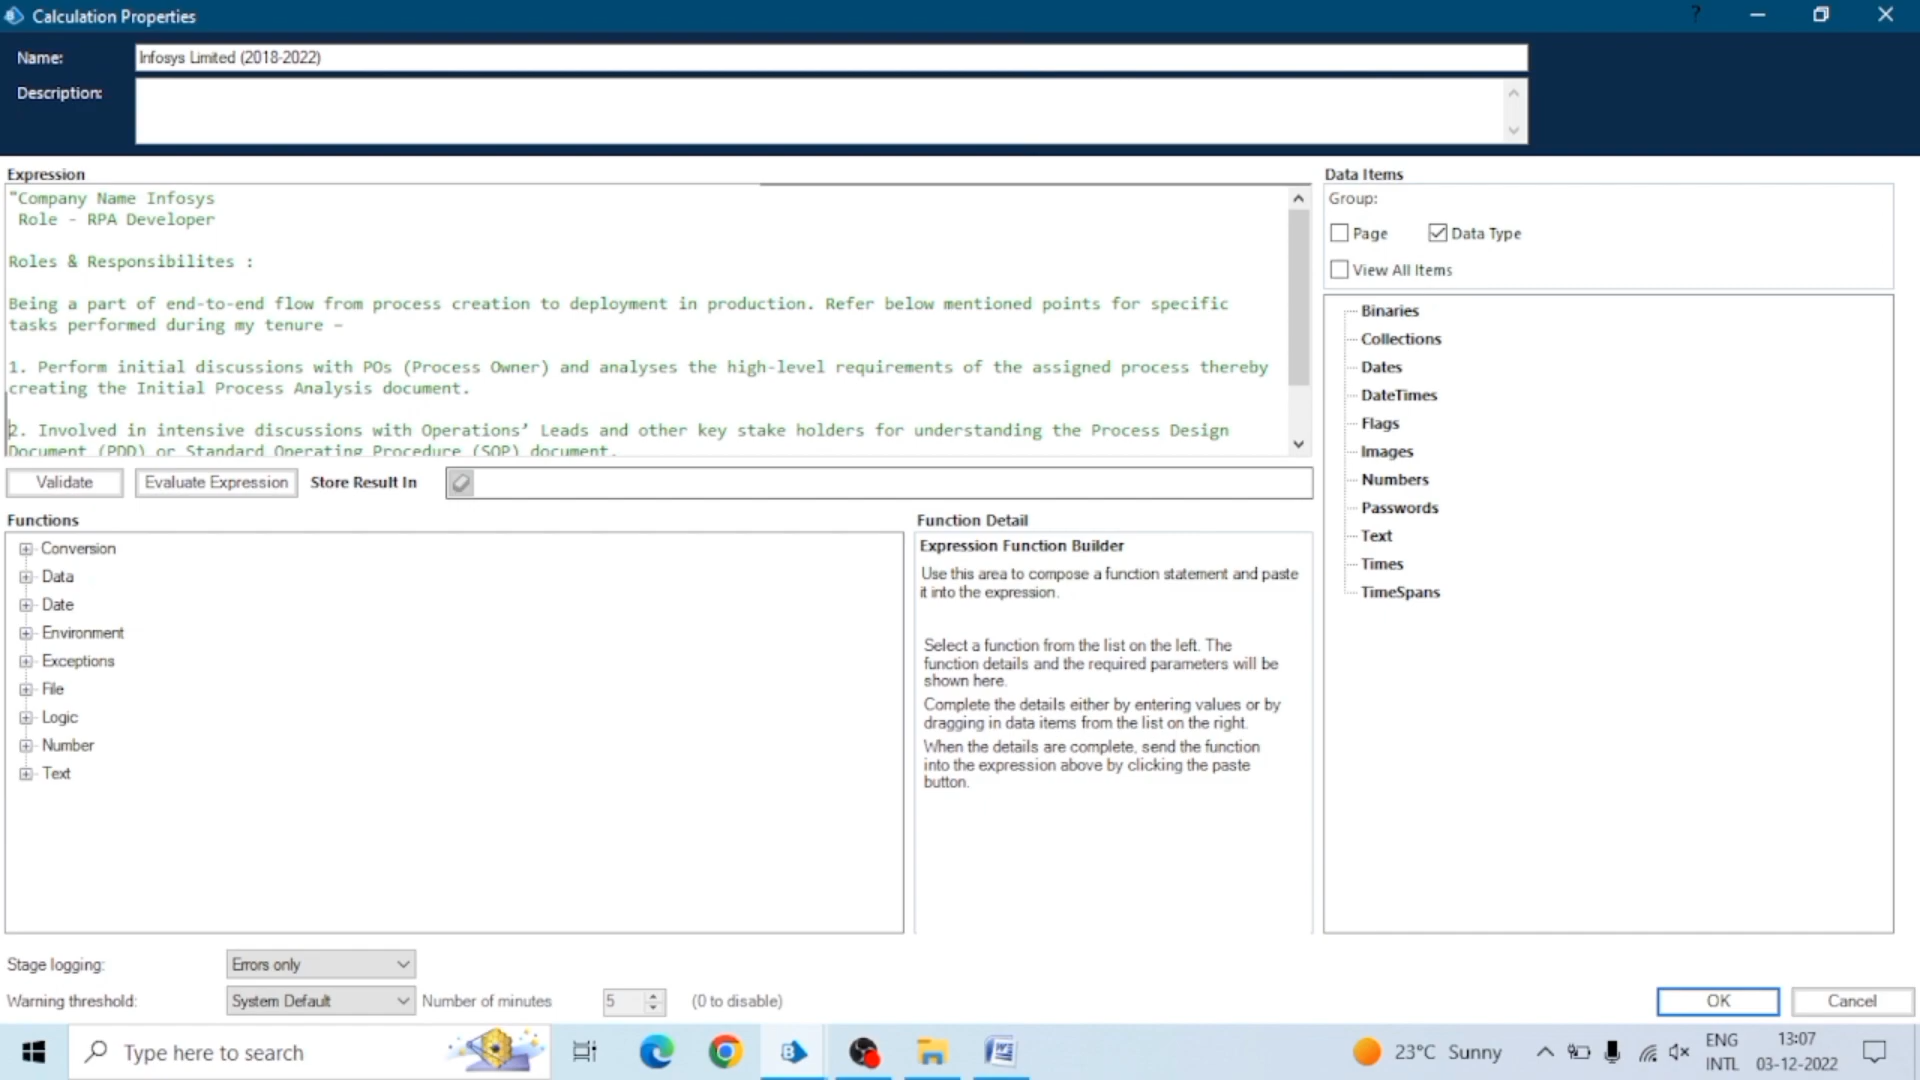 Calculation Properties
?
Name:
Infosys Limited (2018-2022)
Description:
Expression
"Company Name Infosys
Role - RPA Developer
Roles & Responsibilites :
Being a part of end-to-end flow from process creation to deployment in production. Refer below mentioned points for specific
tasks performed during my tenure –
1. Perform initial discussions with POs (Process Owner) and analyses the high-level requirements of the assigned process thereby
creating the Initial Process Analysis document.
2. Involved in intensive discussions with Operations’ Leads and other key stake holders for understanding the Process Design
Document (PDD) or Standard Operating Procedure (SOP) document.
Validate
Evaluate Expression
Store Result In
Functions
Conversion
Data
Date
Environment
Exceptions
File
Logic
Number
Text
Function Detail
Expression Function Builder
Use this area to compose a function statement and paste
it into the expression.
Select a function from the list on the left. The
function details and the required parameters will be
shown here.
Complete the details either by entering values or by
dragging in data items from the list on the right.
When the details are complete, send the function
into the expression above by clicking the paste
button.
Data Items
Group:
Page
Data Type
View All Items
Binaries
Collections
Dates
DateTimes
Flags
Images
Numbers
Passwords
Text
Times
TimeSpans
Stage logging:
Errors only
Warning threshold:
System Default
Number of minutes
5
(0 to disable)
OK
Cancel
Type here to search
23°C Sunny
ENG
INTL
13:07
03-12-2022